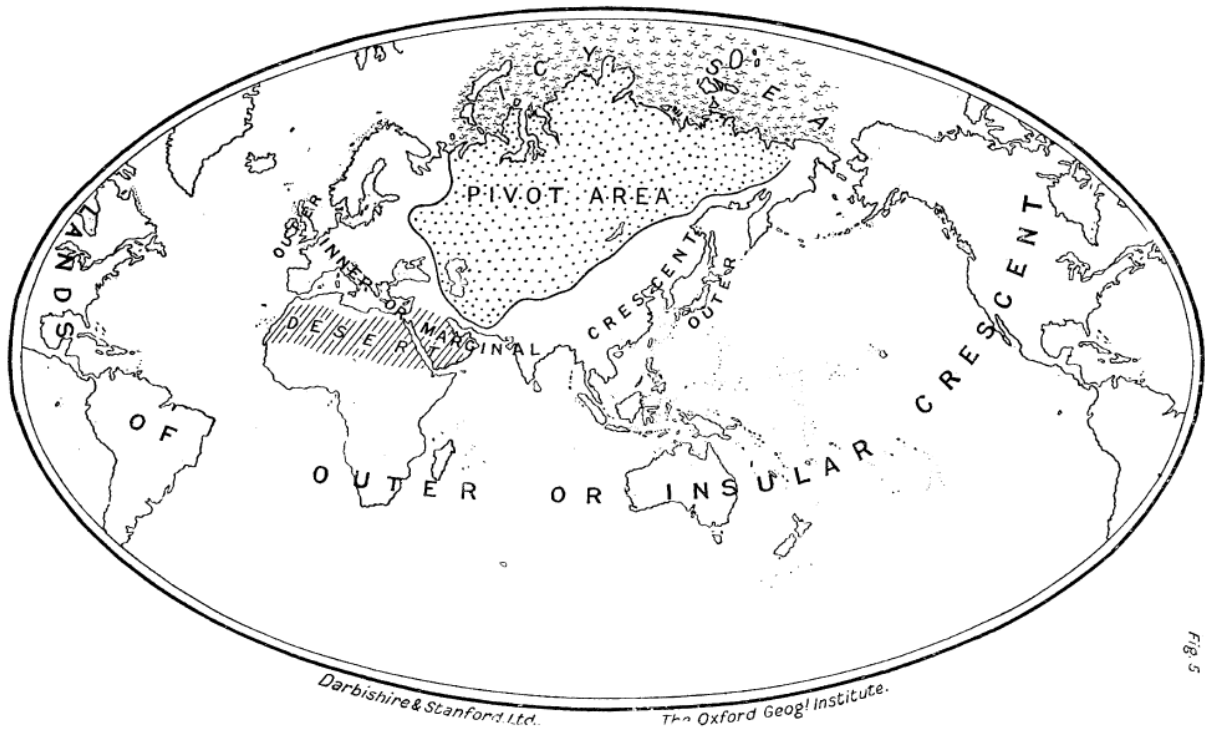 ICY SEA
PIVOT AREA
LANDS
OF
OUTER
INNER OR MARGINAL
CRESCENT
OUTER
DESERT
OUTER OR INSULAR CRESCENT
Fig. 5
Darbishire & Stanford. Ltd.
The Oxford Geog! Institute.